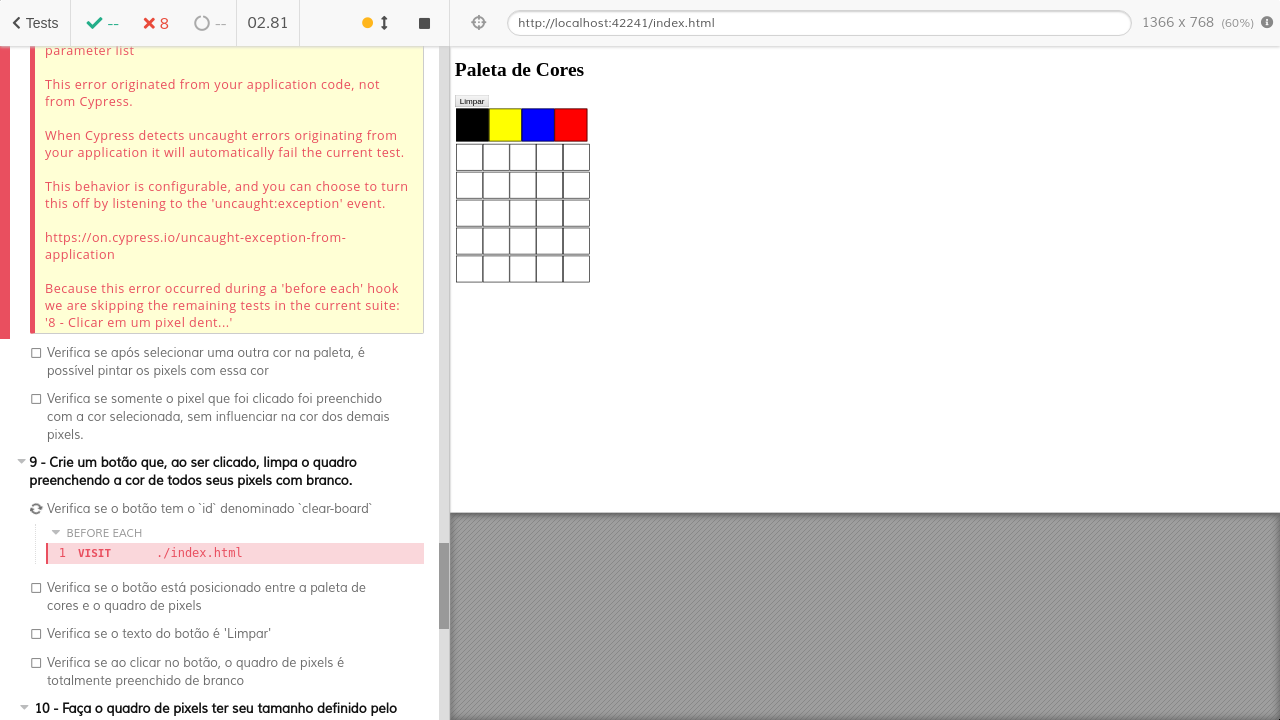 Tests
--
8
--
02.81
http://localhost:42241/index.html
1366 x 768 (60%)
parameter list
This error originated from your application code, not
from Cypress.
When Cypress detects uncaught errors originating from
your application it will automatically fail the current test.
This behavior is configurable, and you can choose to turn
this off by listening to the 'uncaught:exception' event.
https://on.cypress.io/uncaught-exception-from-
application
Because this error occurred during a 'before each' hook
we are skipping the remaining tests in the current suite:
'8 - Clicar em um pixel dent...'
Verifica se após selecionar uma outra cor na paleta, é
possível pintar os pixels com essa cor
Verifica se somente o pixel que foi clicado foi preenchido
com a cor selecionada, sem influenciar na cor dos demais
pixels.
9 - Crie um botão que, ao ser clicado, limpa o quadro
preenchendo a cor de todos seus pixels com branco.
Verifica se o botão tem o `id` denominado `clear-board`
BEFORE EACH
1 VISIT ./index.html
Verifica se o botão está posicionado entre a paleta de
cores e o quadro de pixels
Verifica se o texto do botão é 'Limpar'
Verifica se ao clicar no botão, o quadro de pixels é
totalmente preenchido de branco
10 - Faça o quadro de pixels ter seu tamanho definido pelo
Paleta de Cores
Limpar